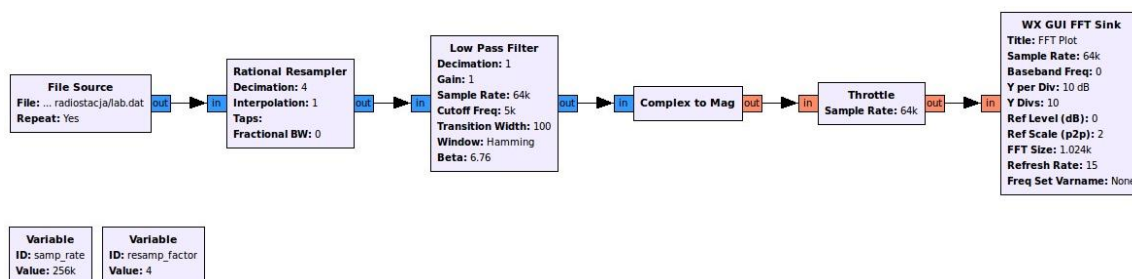 File Source
File: ... radiostacja/lab.dat
Repeat: Yes
out
in
Rational Resampler
Decimation: 4
Interpolation: 1
Taps:
Fractional BW: 0
out
in
Low Pass Filter
Decimation: 1
Gain: 1
Sample Rate: 64k
Cutoff Freq: 5k
Transition Width: 100
Window: Hamming
Beta: 6.76
out
in
Complex to Mag
out
in
Throttle
Sample Rate: 64k
out
in
WX GUI FFT Sink
Title: FFT Plot
Sample Rate: 64k
Baseband Freq: 0
Y per Div: 10 dB
Y Divs: 10
Ref Level (dB): 0
Ref Scale (p2p): 2
FFT Size: 1.024k
Refresh Rate: 15
Freq Set Varname: None
Variable
ID: samp_rate
Value: 256k
Variable
ID: resamp_factor
Value: 4